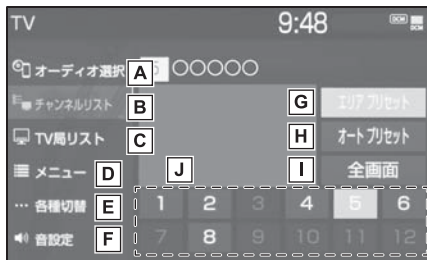 TV 9:48 DCM
オーディオ選択 A 5 ○○○○○
チャンネルリスト B G エリア プリセット
TV局リスト C H オートプリセット
メニュー D J I 全画面
各種切替 E 1 2 3 4 5 6
音設定 F 7 8 9 10 11 12